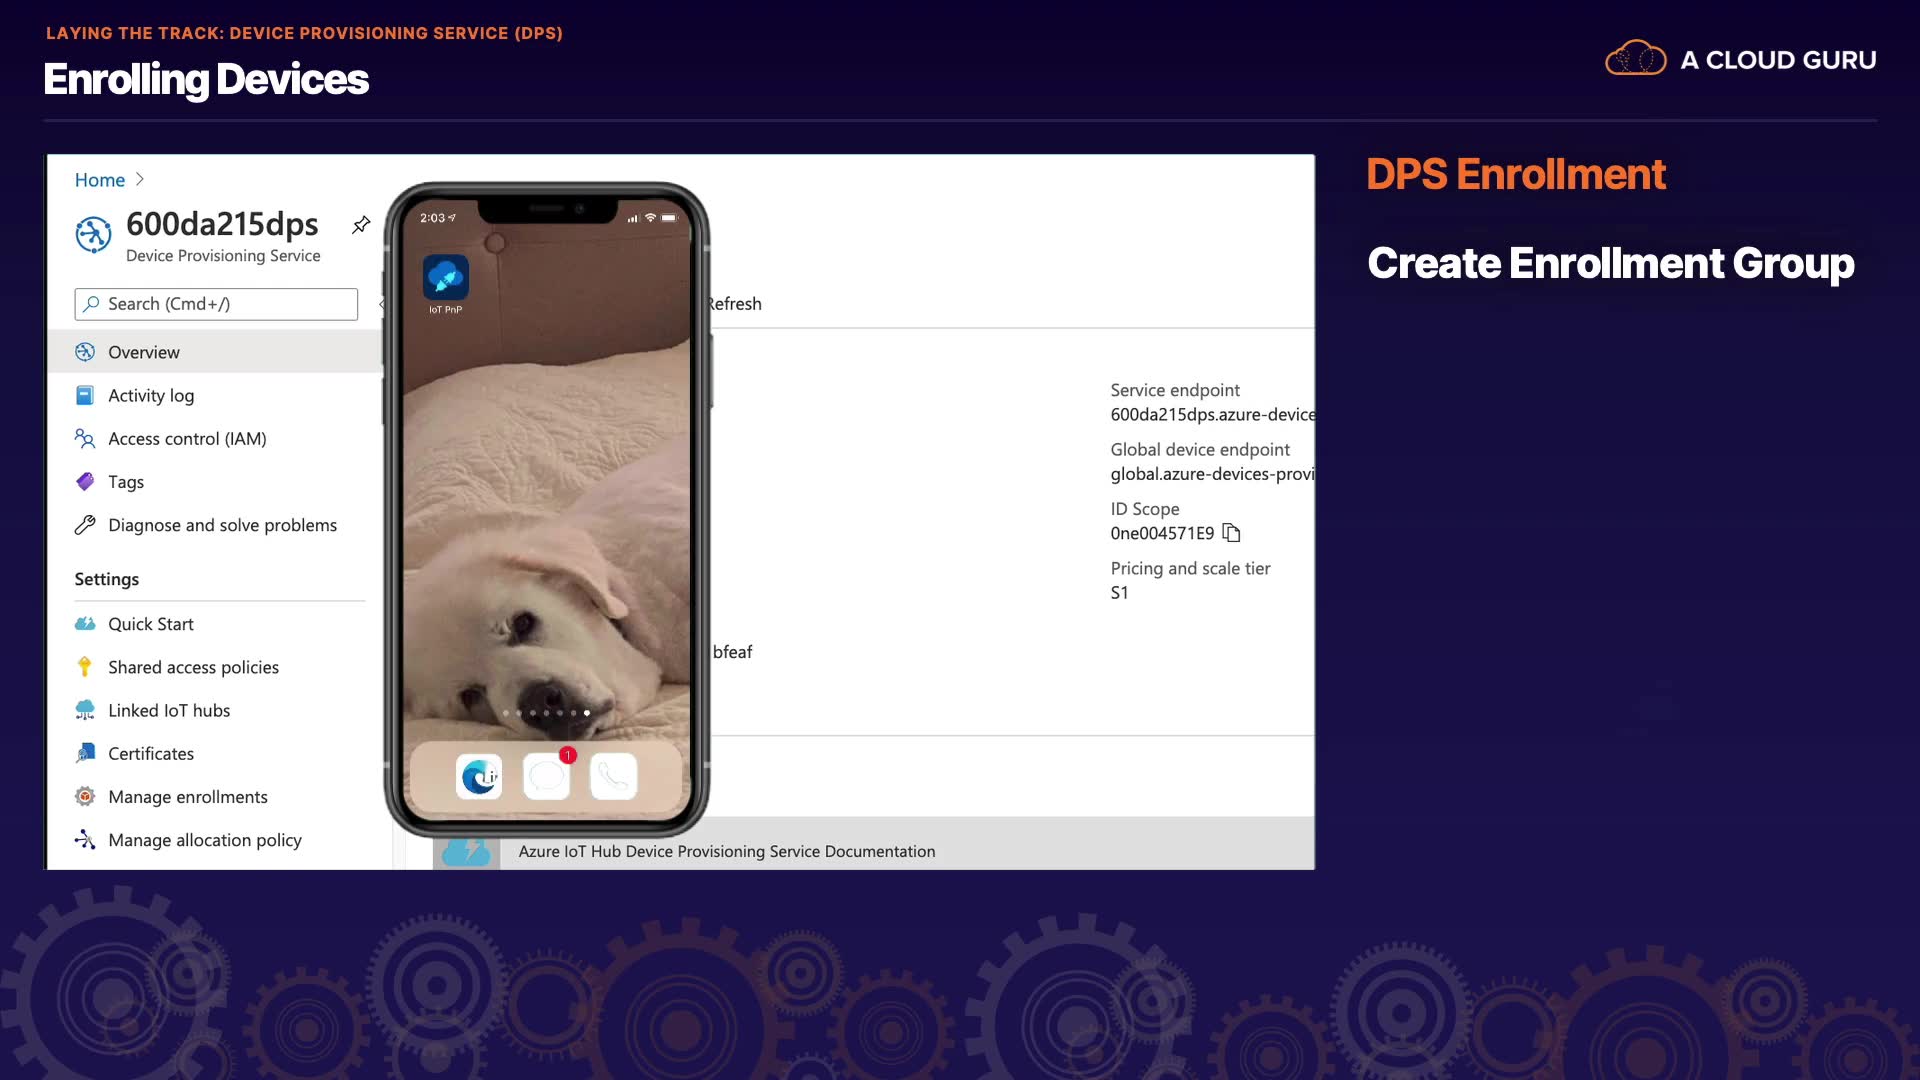 LAYING THE TRACK: DEVICE PROVISIONING SERVICE (DPS)
Enrolling Devices
A CLOUD GURU
Home
600da215dps
Device Provisioning Service
Search (Cmd+/)
Overview
Activity log
Access control (IAM)
Tags
Diagnose and solve problems
Settings
Quick Start
Shared access policies
Linked IoT hubs
Certificates
Manage enrollments
Manage allocation policy
2:03
IoT PnP
1
Refresh
Service endpoint
600da215dps.azure-device
Global device endpoint
global.azure-devices-provi
ID Scope
0ne004571E9
Pricing and scale tier
S1
bfeaf
Azure IoT Hub Device Provisioning Service Documentation
DPS Enrollment
Create Enrollment Group